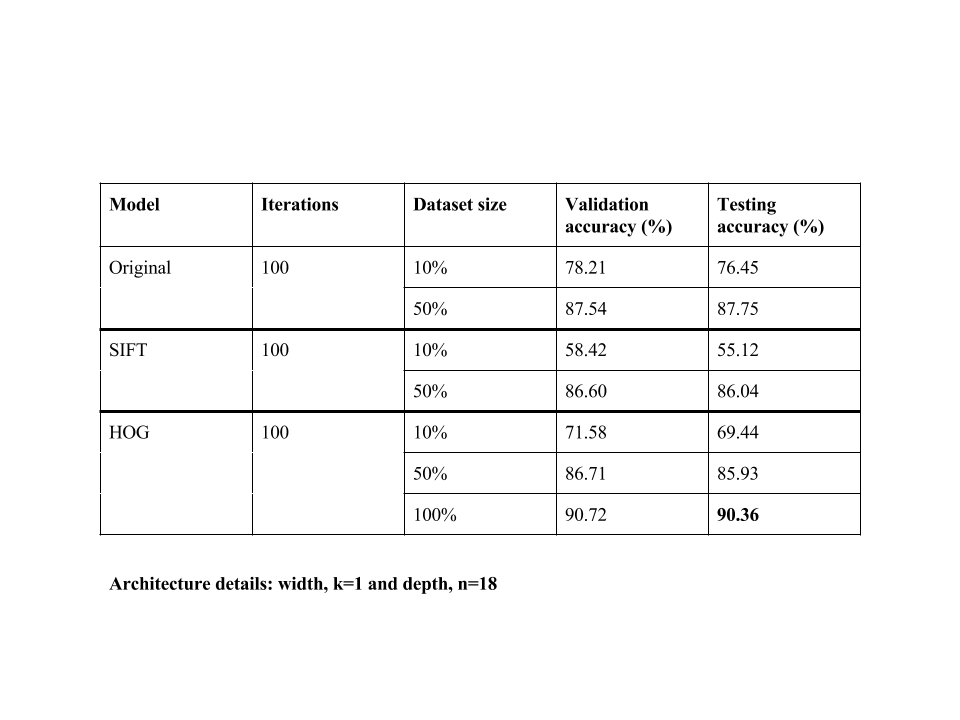 Model Iterations Dataset size Validation accuracy (%) Testing accuracy (%)
Original 100 10% 78.21 76.45
50% 87.54 87.75
SIFT 100 10% 58.42 55.12
50% 86.60 86.04
HOG 100 10% 71.58 69.44
50% 86.71 85.93
100% 90.72 90.36
Architecture details: width, k=1 and depth, n=18